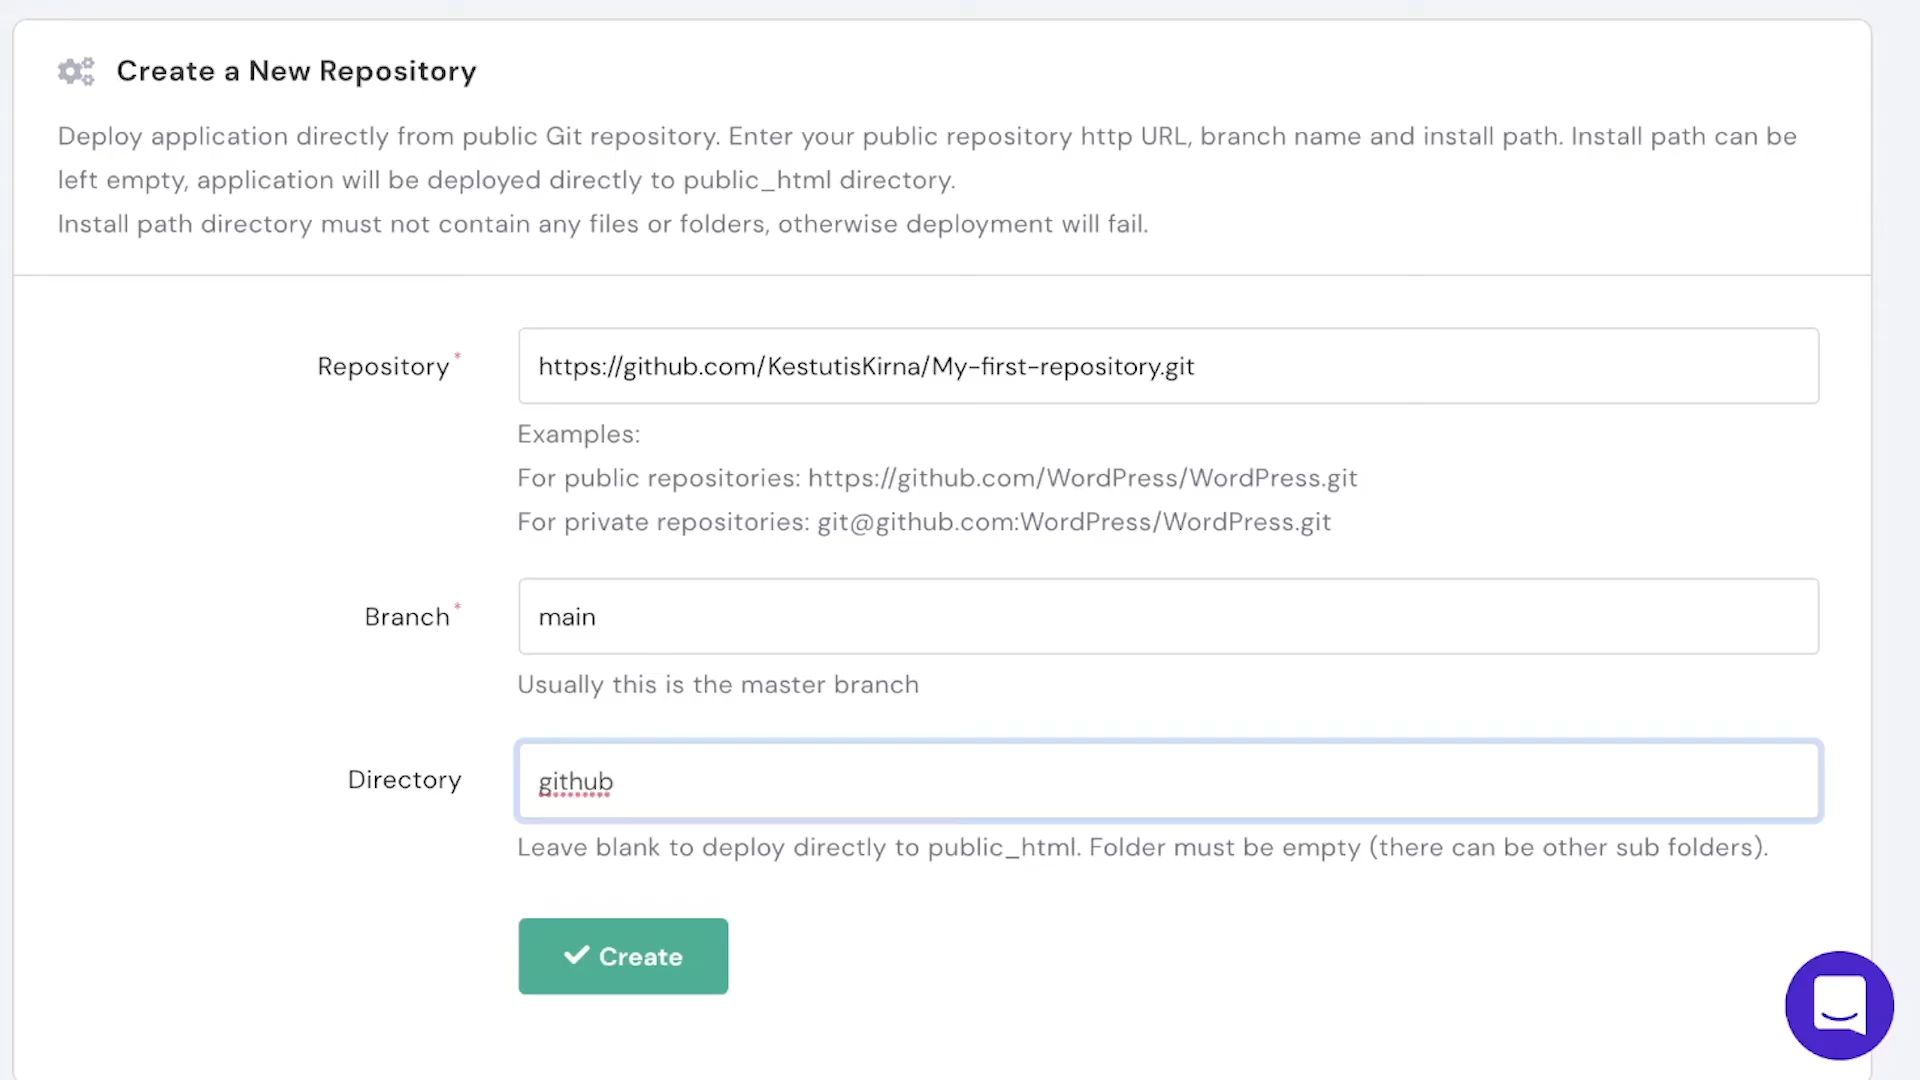 Create a New Repository
Deploy application directly from public Git repository. Enter your public repository http URL, branch name and install path. Install path can be
left empty, application will be deployed directly to public_html directory.
Install path directory must not contain any files or folders, otherwise deployment will fail.
Repository*
https://github.com/KestutisKirna/My-first-repository.git
Examples:
For public repositories: https://github.com/WordPress/WordPress.git
For private repositories: git@github.com:WordPress/WordPress.git
Branch*
main
Usually this is the master branch
Directory
github
Leave blank to deploy directly to public_html. Folder must be empty (there can be other sub folders).
Create